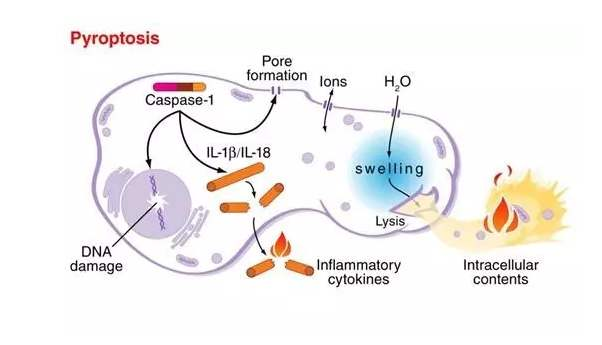 Pyroptosis
Pore
formation
Ions
H₂O
Caspase-1
IL-1β/IL-18
swelling
Lysis
DNA
damage
Inflammatory
cytokines
Intracellular
contents